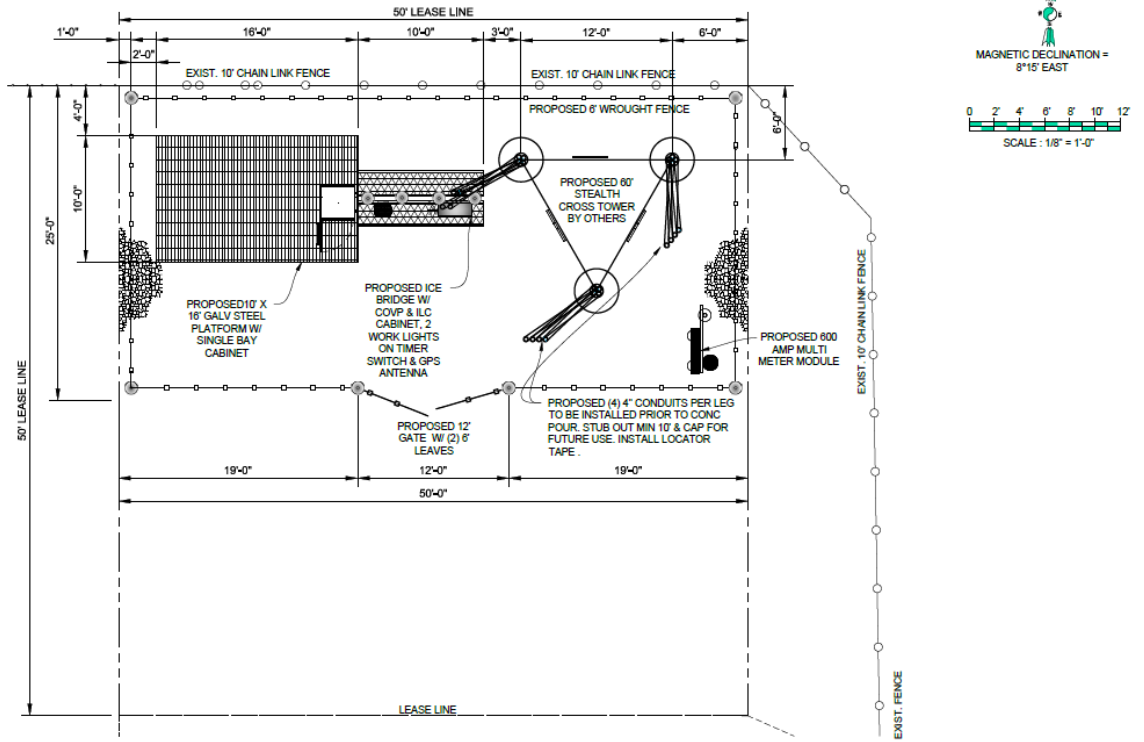 50' LEASE LINE
1'-0"
16'-0"
10'-0"
3'-0"
12'-0"
6'-0"
2'-0"
MAGNETIC DECLINATION =
8°15' EAST
EXIST. 10' CHAIN LINK FENCE
EXIST. 10' CHAIN LINK FENCE
PROPOSED 6' WROUGHT FENCE
0 2' 4' 6' 8' 10' 12'
SCALE : 1/8" = 1'-0"
4'-0"
6'-0"
10'-0"
25'-0"
PROPOSED 60'
STEALTH
CROSS TOWER
BY OTHERS
PROPOSED10' X
16' GALV STEEL
PLATFORM W/
SINGLE BAY
CABINET
PROPOSED ICE
BRIDGE W/
COVP & ILC
CABINET, 2
WORK LIGHTS
ON TIMER
SWITCH & GPS
ANTENNA
PROPOSED 600
AMP MULTI
METER MODULE
EXIST. 10' CHAIN LINK FENCE
50' LEASE LINE
PROPOSED 12'
GATE W/ (2) 6'
LEAVES
PROPOSED (4) 4" CONDUITS PER LEG
TO BE INSTALLED PRIOR TO CONC
POUR. STUB OUT MIN 10' & CAP FOR
FUTURE USE. INSTALL LOCATOR
TAPE .
19'-0"
12'-0"
19'-0"
50'-0"
LEASE LINE
EXIST. FENCE